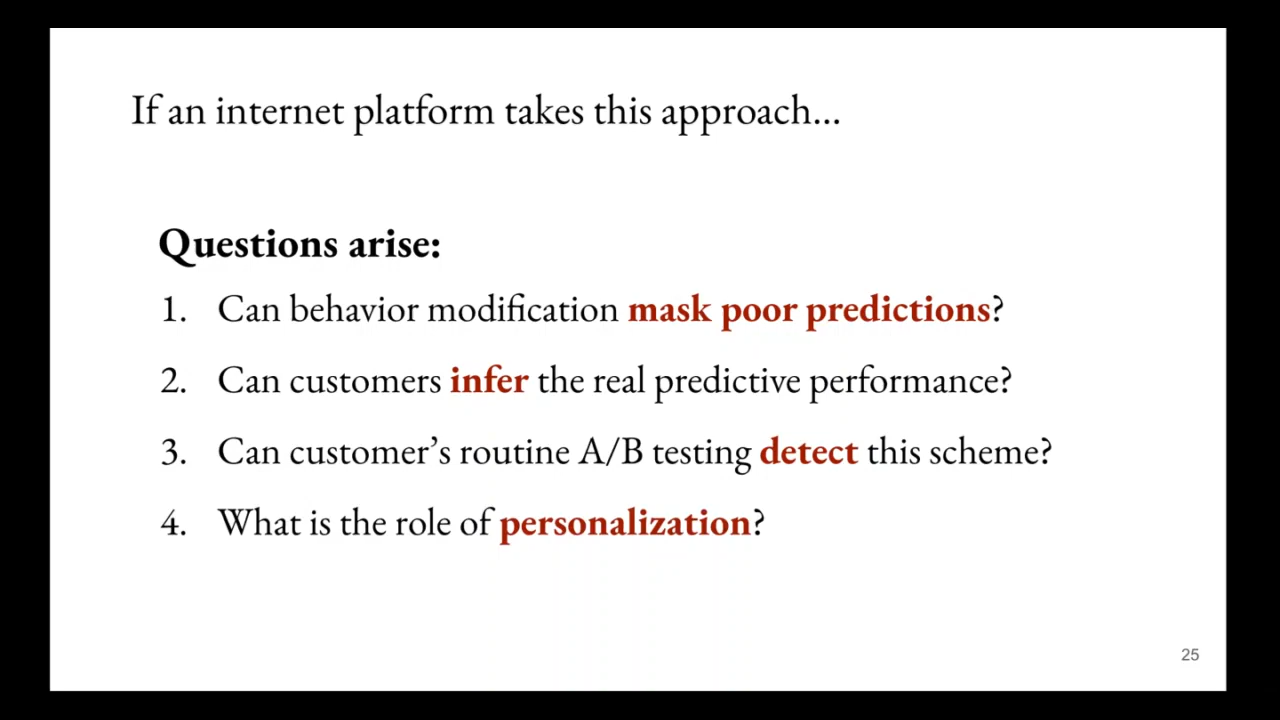 If an internet platform takes this approach...
Questions arise:
1. Can behavior modification mask poor predictions?
2. Can customers infer the real predictive performance?
3. Can customer’s routine A/B testing detect this scheme?
4. What is the role of personalization?
25